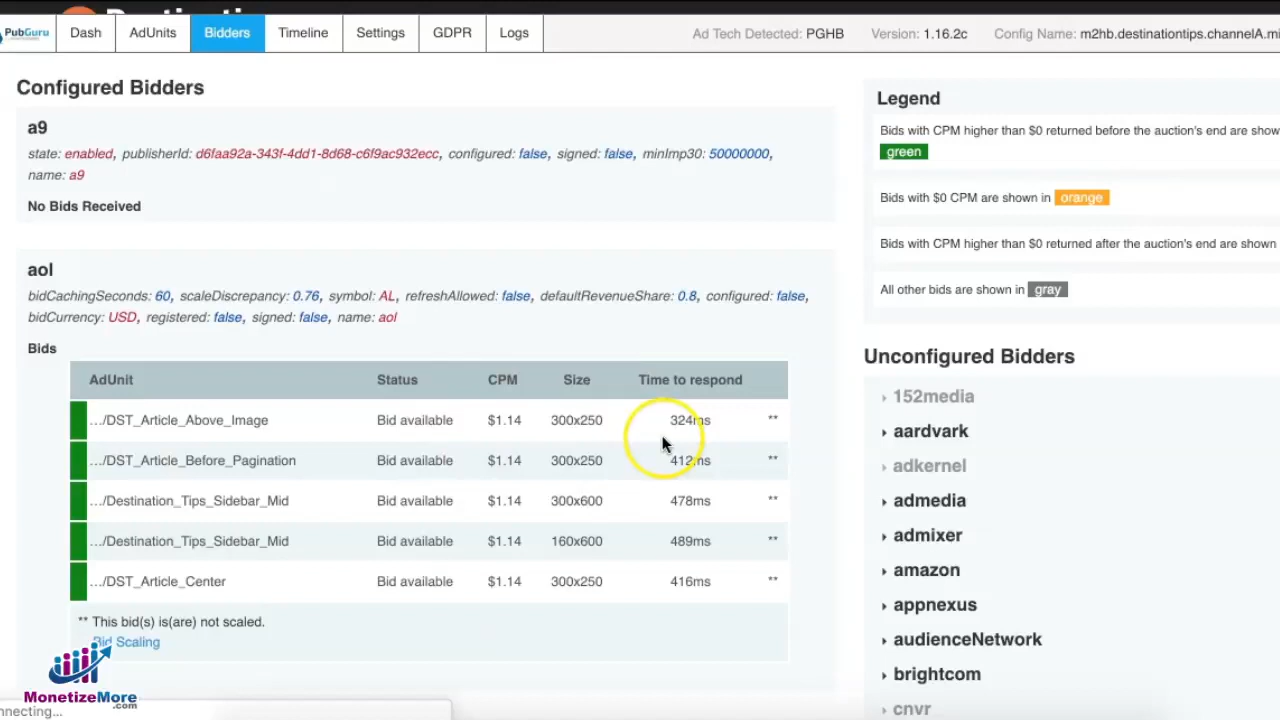 PubGuru
Dash
AdUnits
Bidders
Timeline
Settings
GDPR
Logs
Ad Tech Detected: PGHB
Version: 1.16.2c
Config Name: m2hb.destinationtips.channelA.mi
Configured Bidders
a9
state: enabled, publisherId: d6faa92a-343f-4dd1-8d68-c6f9ac932ecc, configured: false, signed: false, minImp30: 50000000,
name: a9
No Bids Received
aol
bidCachingSeconds: 60, scaleDiscrepancy: 0.76, symbol: AL, refreshAllowed: false, defaultRevenueShare: 0.8, configured: false,
bidCurrency: USD, registered: false, signed: false, name: aol
Bids
AdUnit Status CPM Size Time to respond
.../DST_Article_Above_Image Bid available $1.14 300x250 324ms **
.../DST_Article_Before_Pagination Bid available $1.14 300x250 412ms **
.../Destination_Tips_Sidebar_Mid Bid available $1.14 300x600 478ms **
.../Destination_Tips_Sidebar_Mid Bid available $1.14 160x600 489ms **
.../DST_Article_Center Bid available $1.14 300x250 416ms **
** This bid(s) is(are) not scaled.
Bid Scaling
MonetizeMore
.com
nnecting...
Legend
Bids with CPM higher than $0 returned before the auction's end are show
green
Bids with $0 CPM are shown in orange
Bids with CPM higher than $0 returned after the auction's end are shown
All other bids are shown in gray
Unconfigured Bidders
152media
aardvark
adkernel
admedia
admixer
amazon
appnexus
audienceNetwork
brightcom
cnvr